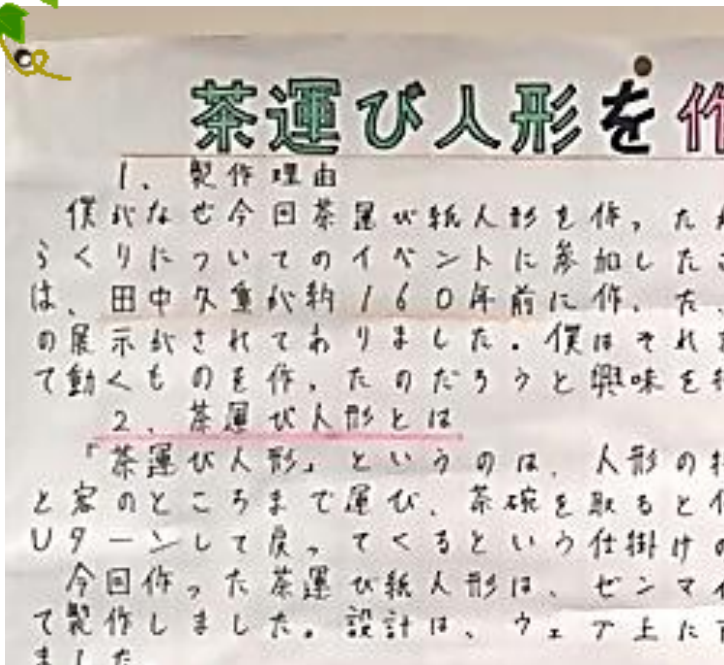 茶運び人形を作
1、製作理由
僕がなぜ今回茶運び紙人形を作った
らくりについてのイベントに参加したこ
は、田中久重が約160年前に作った
の展示がされてありました。僕はそれ
て動くものを作ったのだろうと興味を
2、茶運び人形とは
「茶運び人形」というのは、人形の
と客のところまで運び、茶碗を取ると
Uターンして戻ってくるという仕掛けの
今回作った茶運び紙人形は、ゼンマイ
て製作しました。設計は、ウェア上に
ました